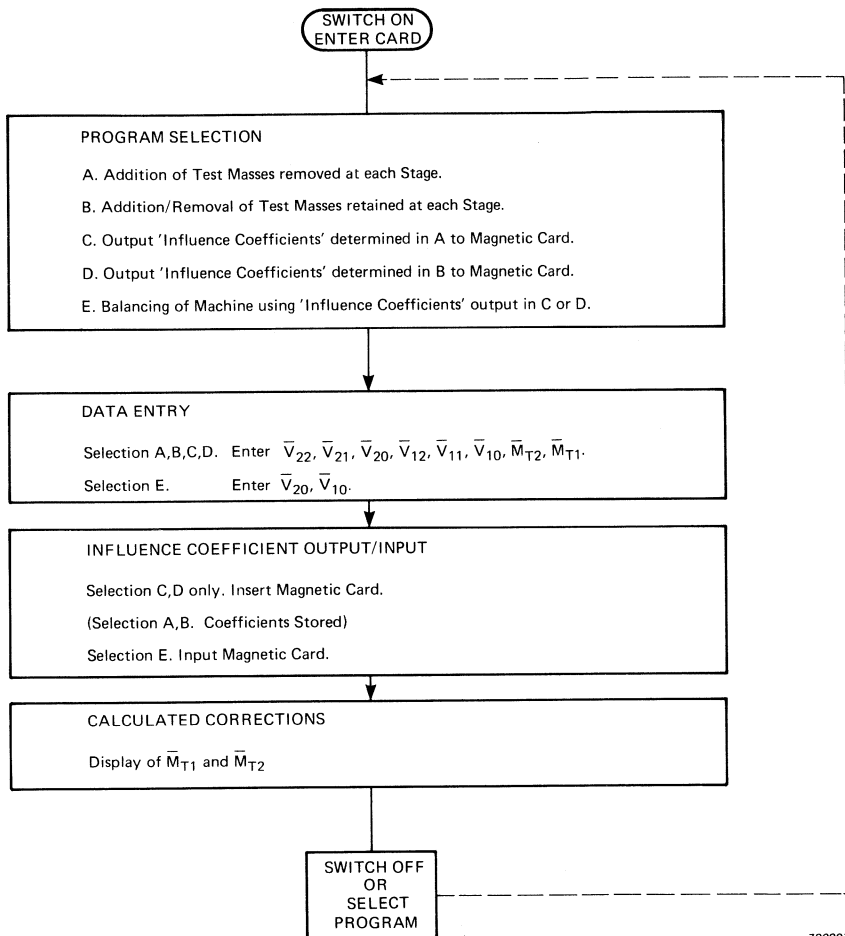 SWITCH ON
ENTER CARD
PROGRAM SELECTION
A. Addition of Test Masses removed at each Stage.
B. Addition/Removal of Test Masses retained at each Stage.
C. Output 'Influence Coefficients' determined in A to Magnetic Card.
D. Output 'Influence Coefficients' determined in B to Magnetic Card.
E. Balancing of Machine using 'Influence Coefficients' output in C or D.
DATA ENTRY
Selection A,B,C,D. Enter V̅22, V̅21, V̅20, V̅12, V̅11, V̅10, M̅T2, M̅T1.
Selection E. Enter V̅20, V̅10.
INFLUENCE COEFFICIENT OUTPUT/INPUT
Selection C,D only. Insert Magnetic Card.
(Selection A,B. Coefficients Stored)
Selection E. Input Magnetic Card.
CALCULATED CORRECTIONS
Display of M̅T1 and M̅T2
SWITCH OFF
OR
SELECT
PROGRAM